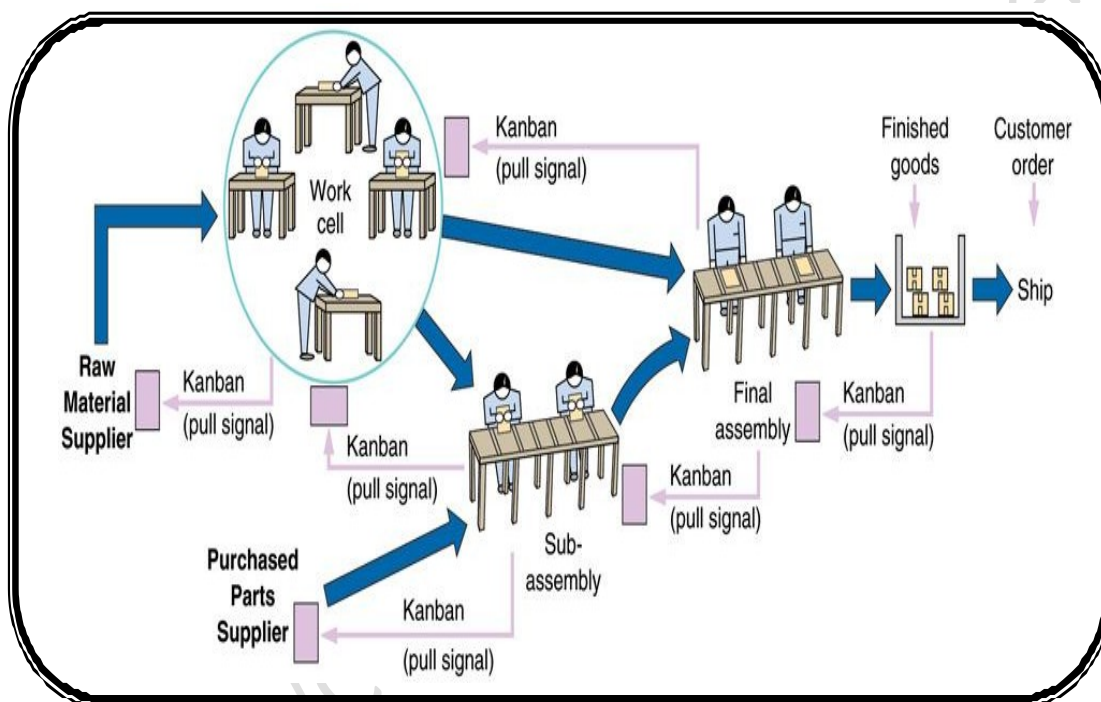 Kanban
(pull signal)
Finished
goods
Customer
order
Work
cell
Ship
Raw
Material
Supplier
Kanban
(pull signal)
Final
assembly
Kanban
(pull signal)
Kanban
(pull signal)
Kanban
(pull signal)
Sub-
assembly
Purchased
Parts
Supplier
Kanban
(pull signal)